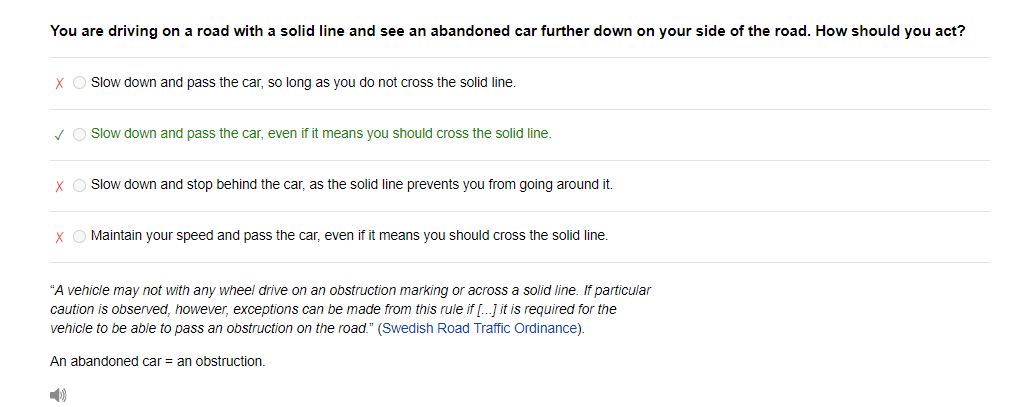 You are driving on a road with a solid line and see an abandoned car further down on your side of the road. How should you act?
X Slow down and pass the car, so long as you do not cross the solid line.
✓ Slow down and pass the car, even if it means you should cross the solid line.
X Slow down and stop behind the car, as the solid line prevents you from going around it.
X Maintain your speed and pass the car, even if it means you should cross the solid line.
“A vehicle may not with any wheel drive on an obstruction marking or across a solid line. If particular
caution is observed, however, exceptions can be made from this rule if [...] it is required for the
vehicle to be able to pass an obstruction on the road.” (Swedish Road Traffic Ordinance).
An abandoned car = an obstruction.